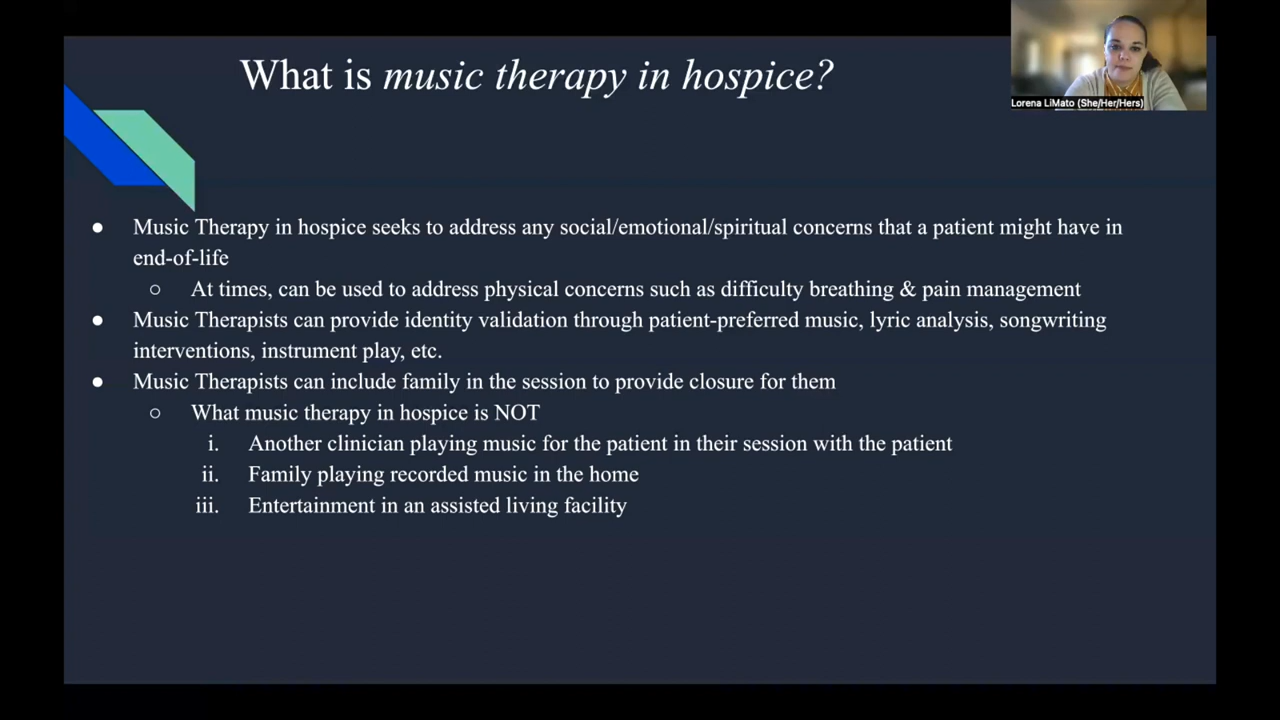 What is music therapy in hospice?
Lorena LiMato (She/Her/Hers)
● Music Therapy in hospice seeks to address any social/emotional/spiritual concerns that a patient might have in
end-of-life
○ At times, can be used to address physical concerns such as difficulty breathing & pain management
● Music Therapists can provide identity validation through patient-preferred music, lyric analysis, songwriting
interventions, instrument play, etc.
● Music Therapists can include family in the session to provide closure for them
○ What music therapy in hospice is NOT
i. Another clinician playing music for the patient in their session with the patient
ii. Family playing recorded music in the home
iii. Entertainment in an assisted living facility